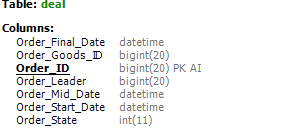 Table: deal
Columns:
Order_Final_Date datetime
Order_Goods_ID bigint(20)
Order_ID bigint(20) PK AI
Order_Leader bigint(20)
Order_Mid_Date datetime
Order_Start_Date datetime
Order_State int(11)